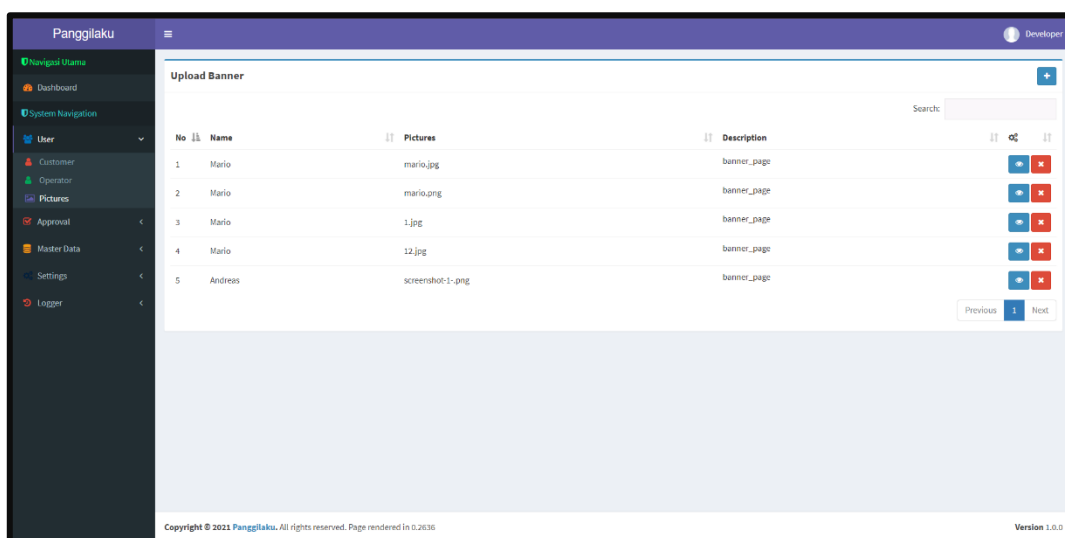 Panggilaku
Developer
Navigasi Utama
Dashboard
System Navigation
User
Customer
Operator
Pictures
Approval
Master Data
Settings
Logger
Upload Banner
Search:
No Name Pictures Description
1 Mario mario.jpg banner_page
2 Mario mario.png banner_page
3 Mario 1.jpg banner_page
4 Mario 12.jpg banner_page
5 Andreas screenshot-1-.png banner_page
Previous 1 Next
Copyright © 2021 Panggilaku. All rights reserved. Page rendered in 0.2636
Version 1.0.0